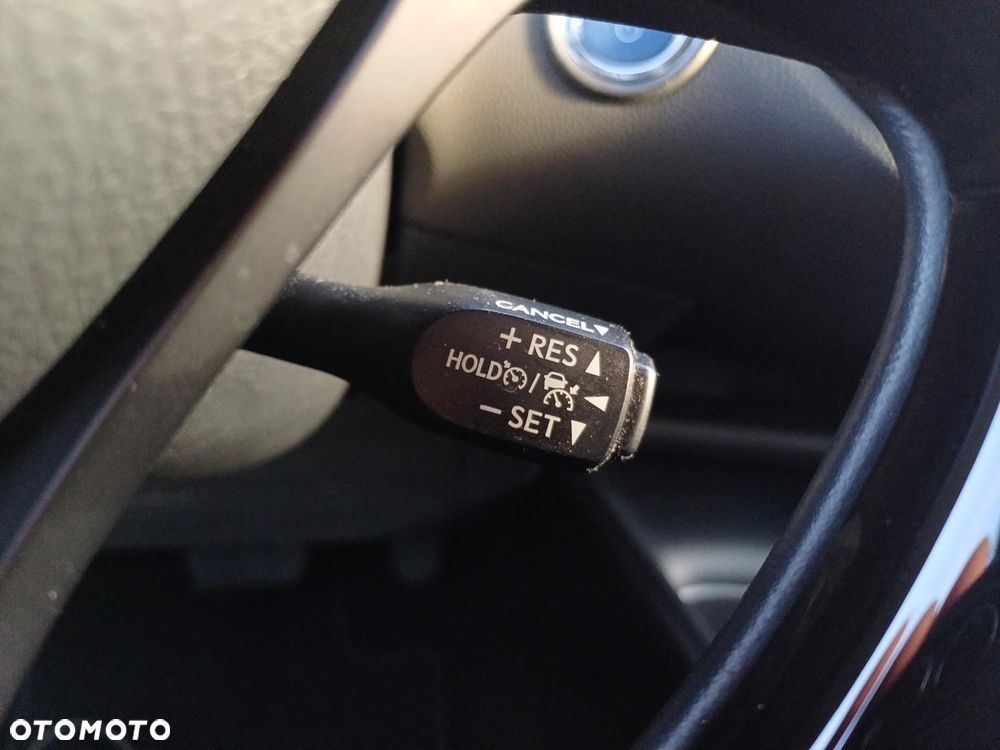 CANCEL▼
+ RES ▲
HOLD / ◄
− SET ▼
OTOMOTO